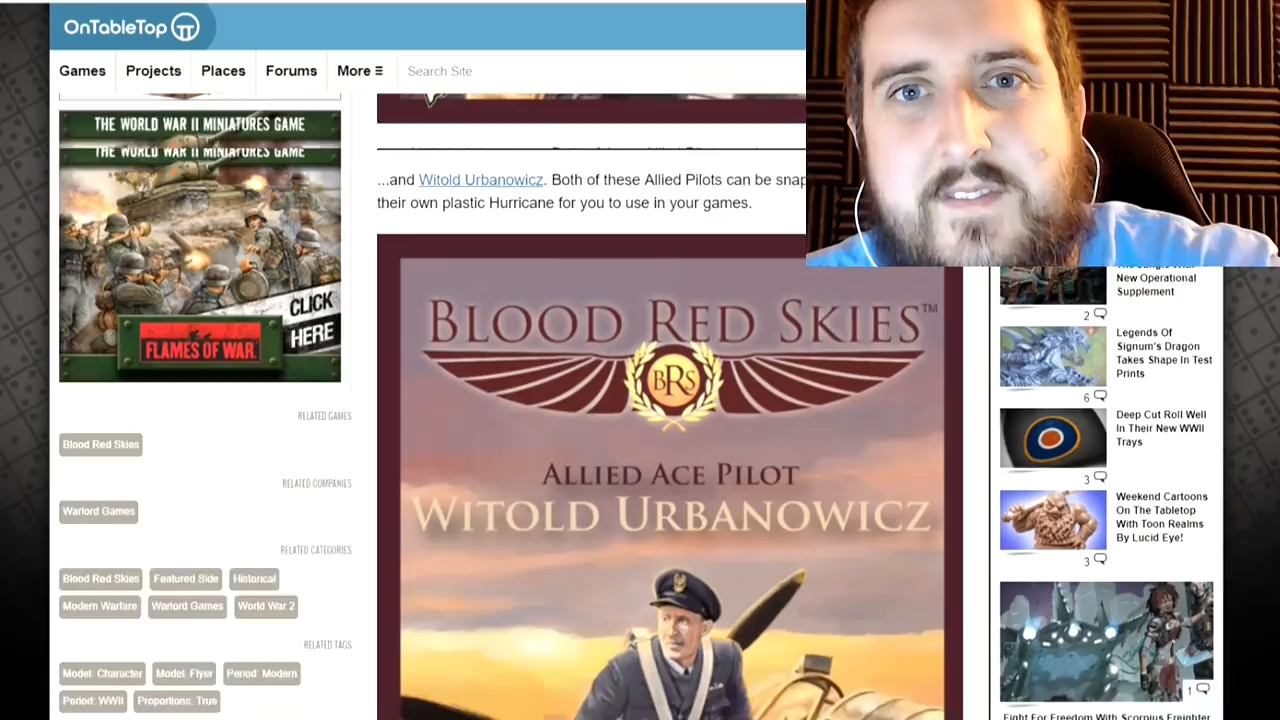 OnTableTop
Games Projects Places Forums More Search Site
THE WORLD WAR II MINIATURES GAME
THE WORLD WAR II MINIATURES GAME
CLICK
HERE
FLAMES OF WAR.
RELATED GAMES
Blood Red Skies
RELATED COMPANIES
Warlord Games
RELATED CATEGORIES
Blood Red Skies Featured Side Historical
Modern Warfare Warlord Games World War 2
RELATED TAGS
Model: Character Model: Flyer Period: Modern
Period: WWII Proportions: True
...and Witold Urbanowicz. Both of these Allied Pilots can be snap
their own plastic Hurricane for you to use in your games.
BLOOD RED SKIES™
BRS
ALLIED ACE PILOT
WITOLD URBANOWICZ
New Operational
Supplement
2
Legends Of
Signum's Dragon
Takes Shape In Test
Prints
6
Deep Cut Roll Well
In Their New WWII
Trays
3
Weekend Cartoons
On The Tabletop
With Toon Realms
By Lucid Eye!
3
1
Fight For Freedom With Scorpius Freighter